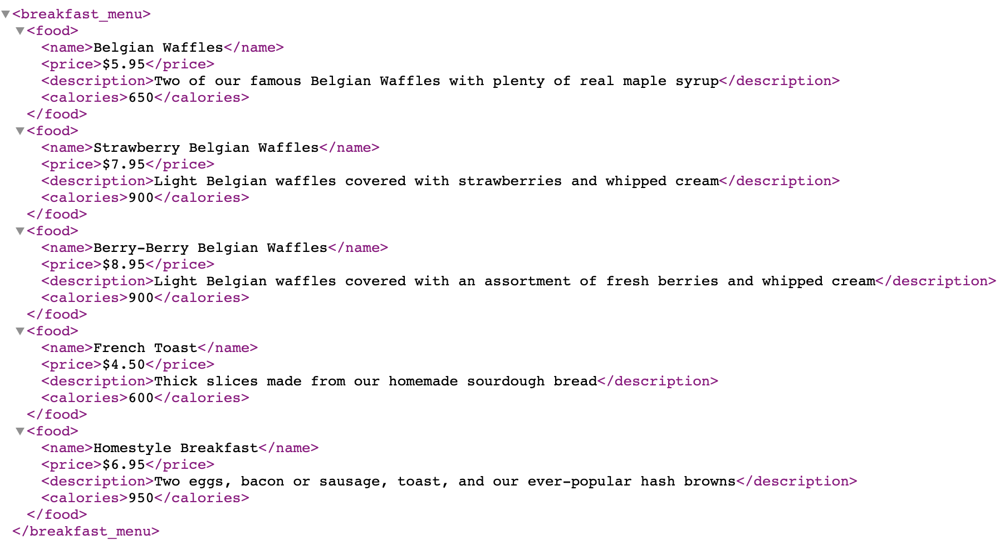 <breakfast_menu>
<food>
<name>Belgian Waffles</name>
<price>$5.95</price>
<description>Two of our famous Belgian Waffles with plenty of real maple syrup</description>
<calories>650</calories>
</food>
<food>
<name>Strawberry Belgian Waffles</name>
<price>$7.95</price>
<description>Light Belgian waffles covered with strawberries and whipped cream</description>
<calories>900</calories>
</food>
<food>
<name>Berry-Berry Belgian Waffles</name>
<price>$8.95</price>
<description>Light Belgian waffles covered with an assortment of fresh berries and whipped cream</description>
<calories>900</calories>
</food>
<food>
<name>French Toast</name>
<price>$4.50</price>
<description>Thick slices made from our homemade sourdough bread</description>
<calories>600</calories>
</food>
<food>
<name>Homestyle Breakfast</name>
<price>$6.95</price>
<description>Two eggs, bacon or sausage, toast, and our ever-popular hash browns</description>
<calories>950</calories>
</food>
</breakfast_menu>